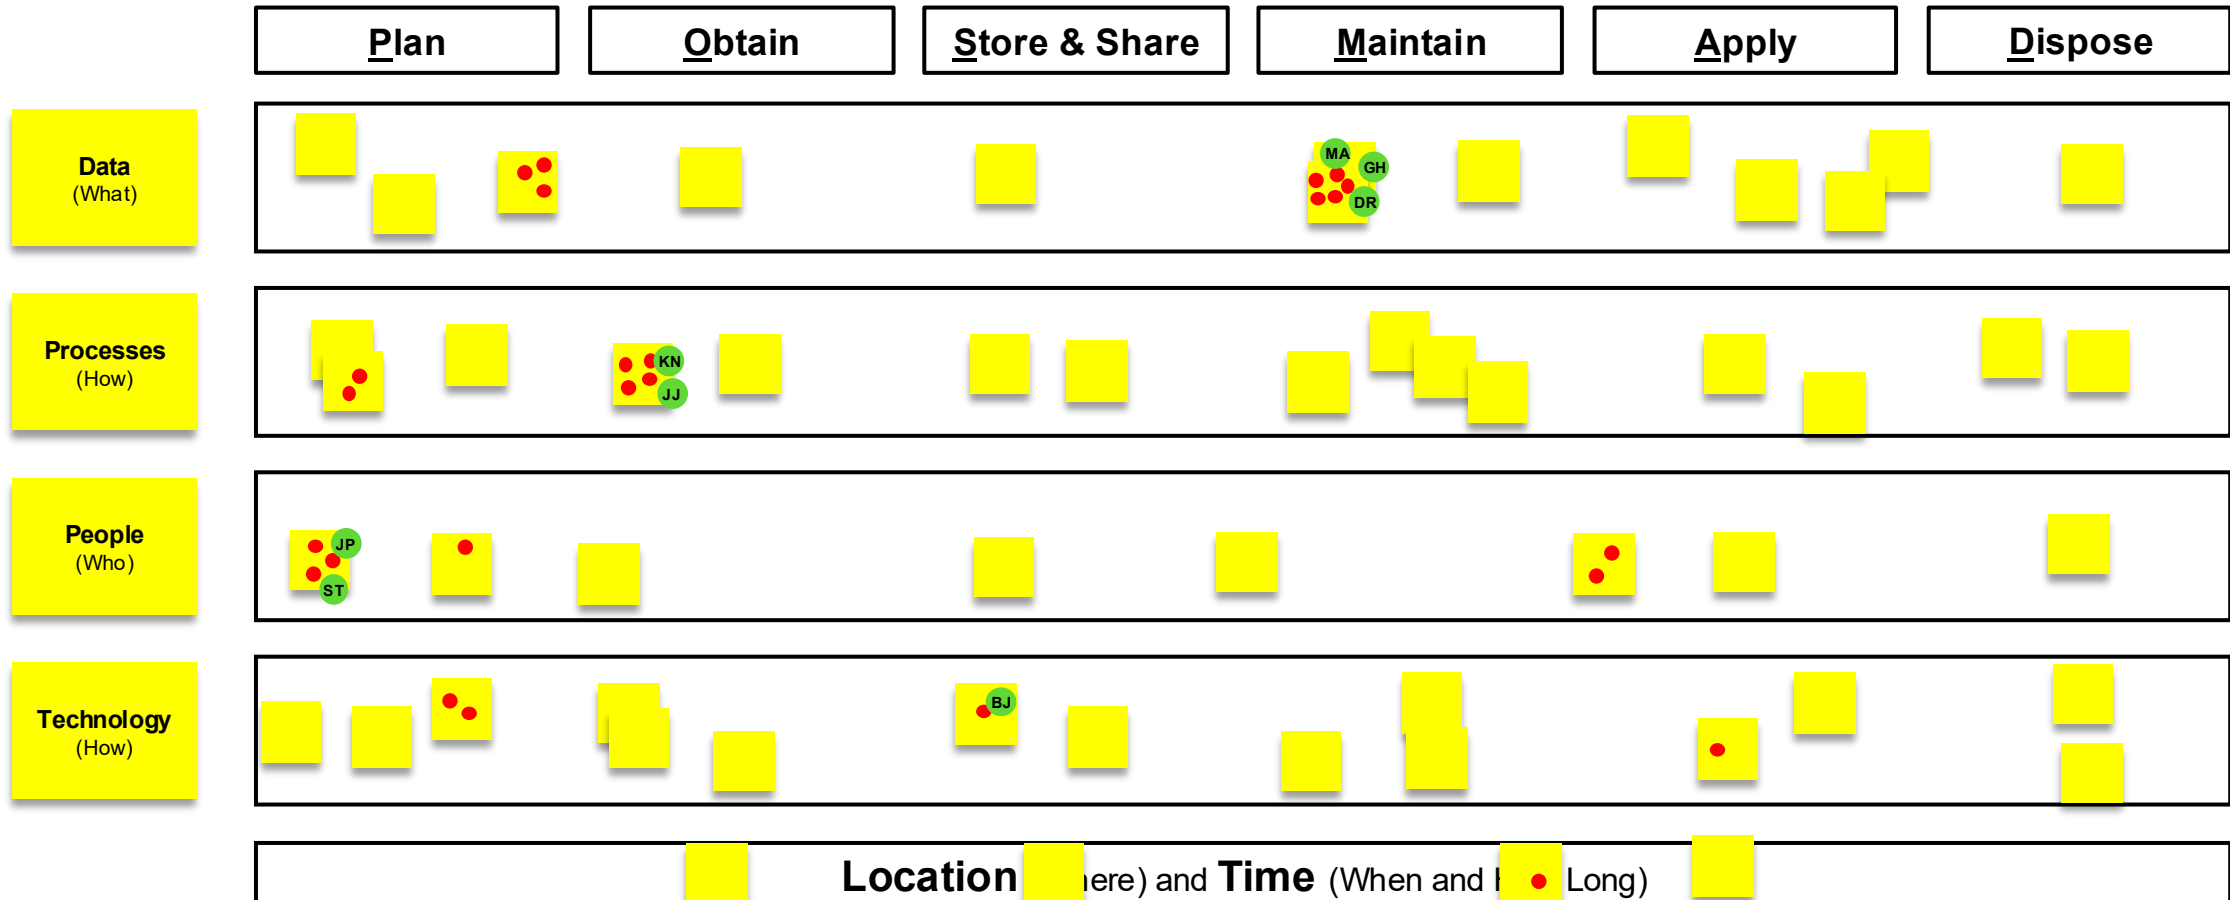 Plan
Obtain
Store & Share
Maintain
Apply
Dispose
Data
(What)
MA
GH
DR
Processes
(How)
KN
JJ
People
(Who)
JP
ST
Technology
(How)
BJ
Location ere) and Time (When and Long)